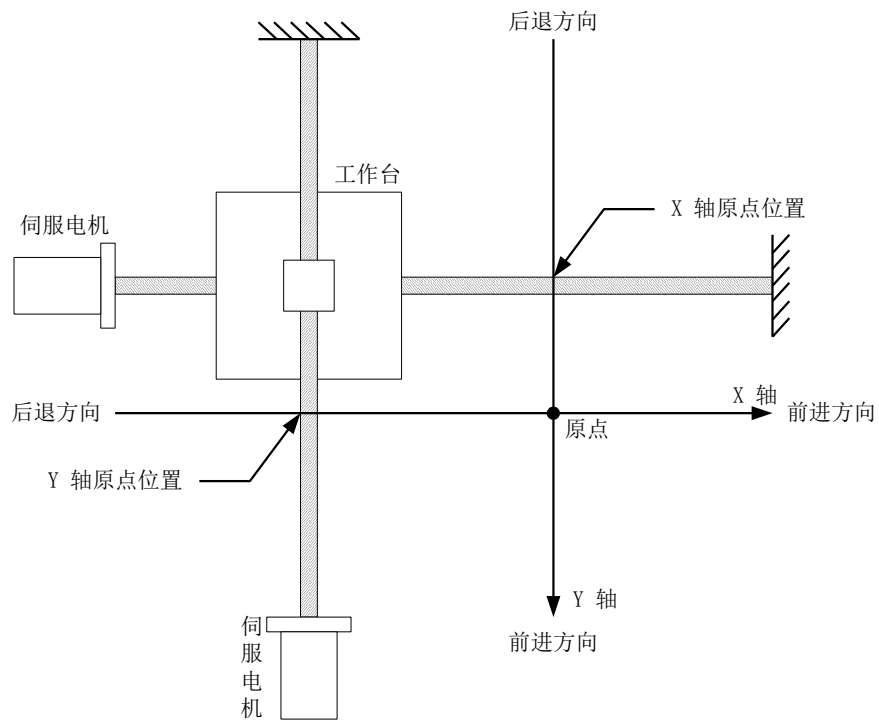 后退方向
工作台
伺服电机
X 轴原点位置
X 轴
后退方向
前进方向
原点
Y 轴原点位置
Y 轴
前进方向
伺服电机